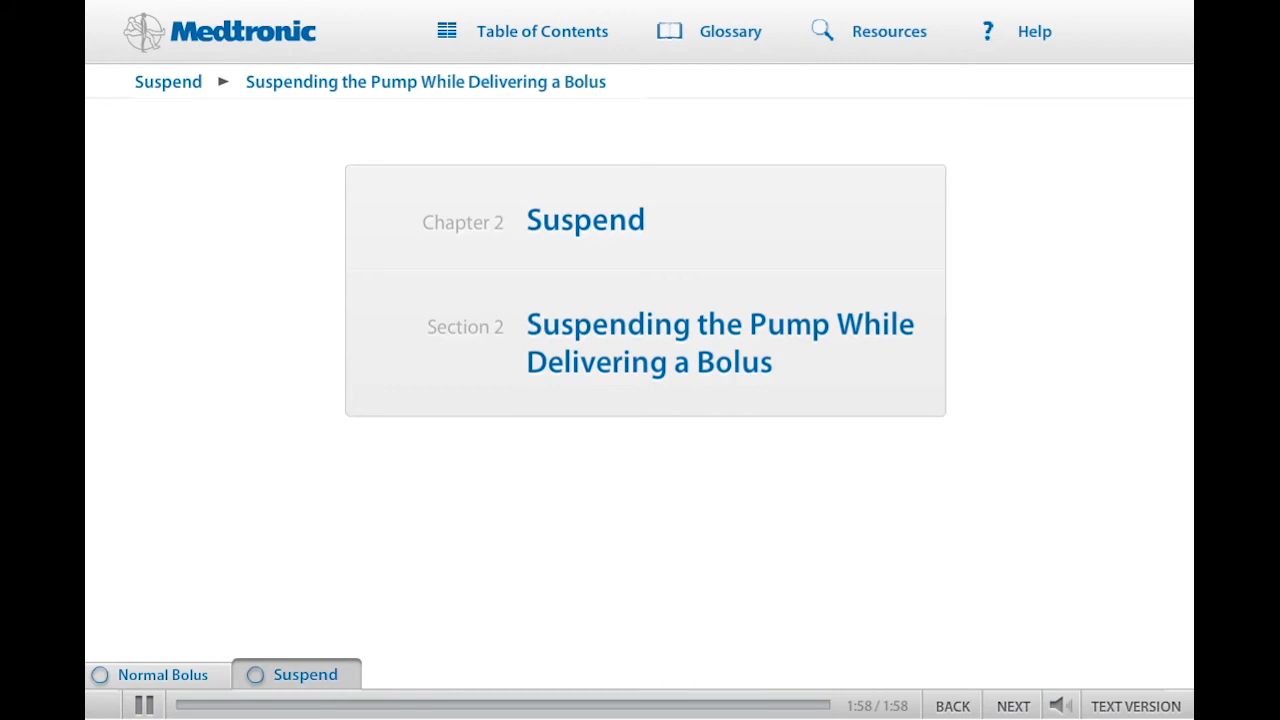 Medtronic
Table of Contents
Glossary
Resources
? Help
Suspend ► Suspending the Pump While Delivering a Bolus
Chapter 2 Suspend
Section 2 Suspending the Pump While
Delivering a Bolus
Normal Bolus
Suspend
1:58 / 1:58
BACK
NEXT
TEXT VERSION